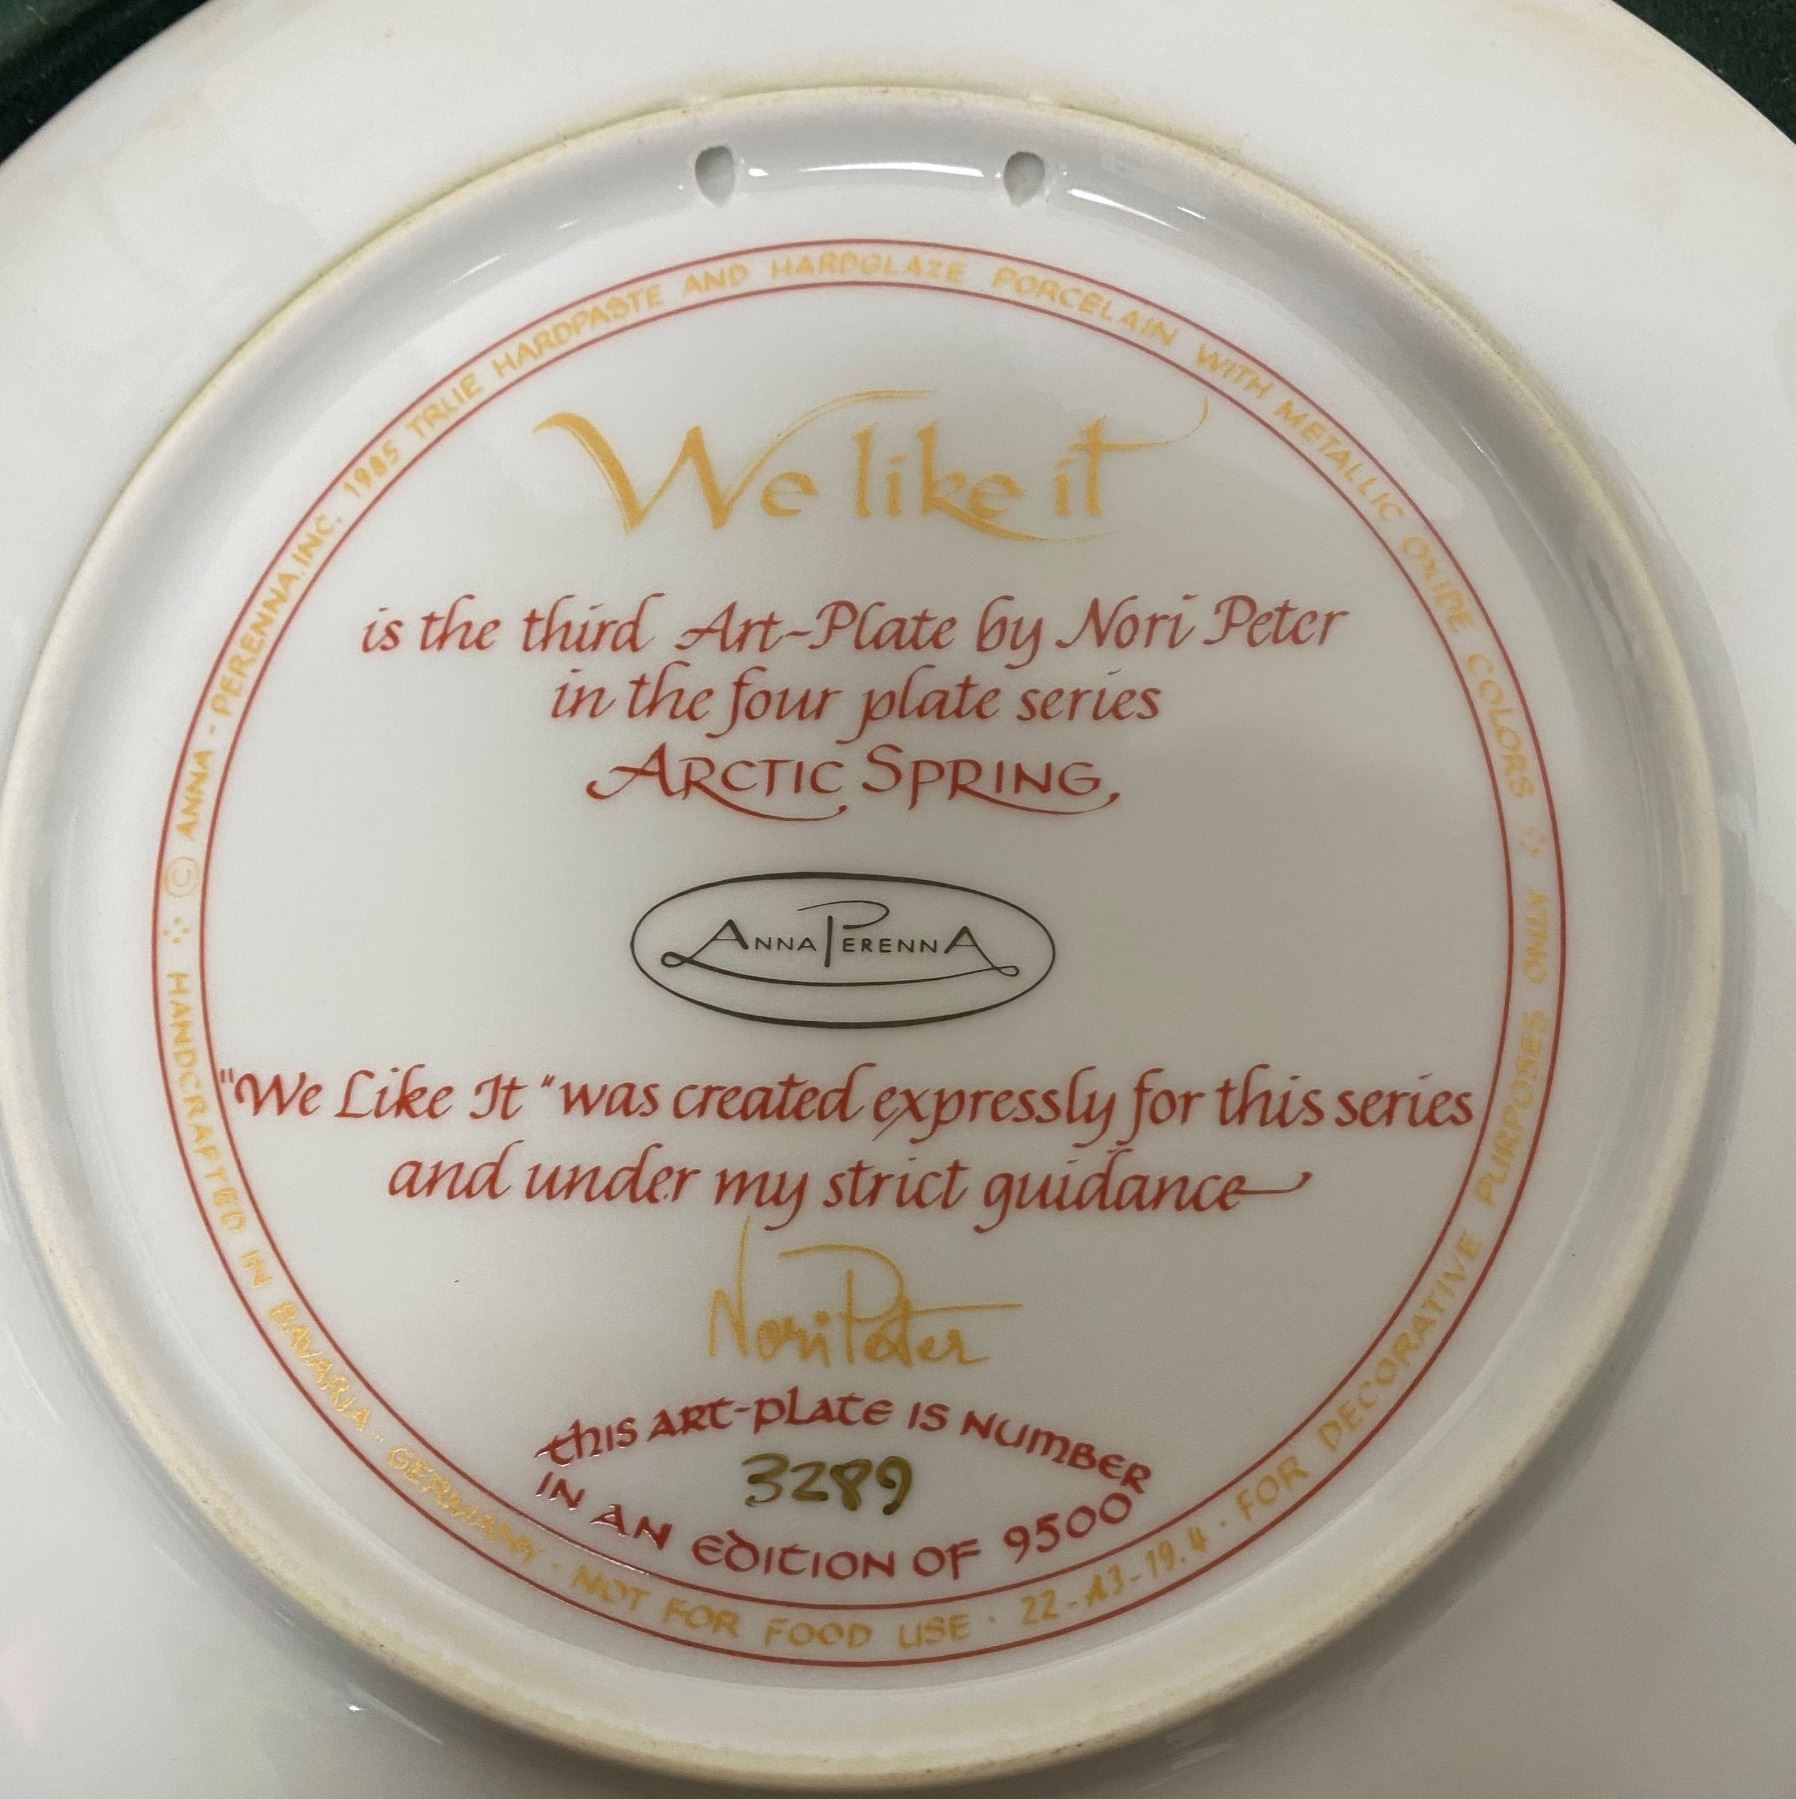 © ANNA-PERENNA.INC. 1985 TRUE HARDPASTE AND HARDGLAZE PORCELAIN WITH METALLIC OXIDE COLORS
We like it
is the third Art-Plate by Nori Peter
in the four plate series
ARCTIC SPRING,
ANNA PERENNA
"We Like It" was created expressly for this series
and under my strict guidance
Nori Peter
THIS ART-PLATE IS NUMBER
3289
IN AN EDITION OF 9500
HANDCRAFTED IN BAVARIA - GERMANY - NOT FOR FOOD USE · 22-A3-19.4 · FOR DECORATIVE PURPOSES ONLY